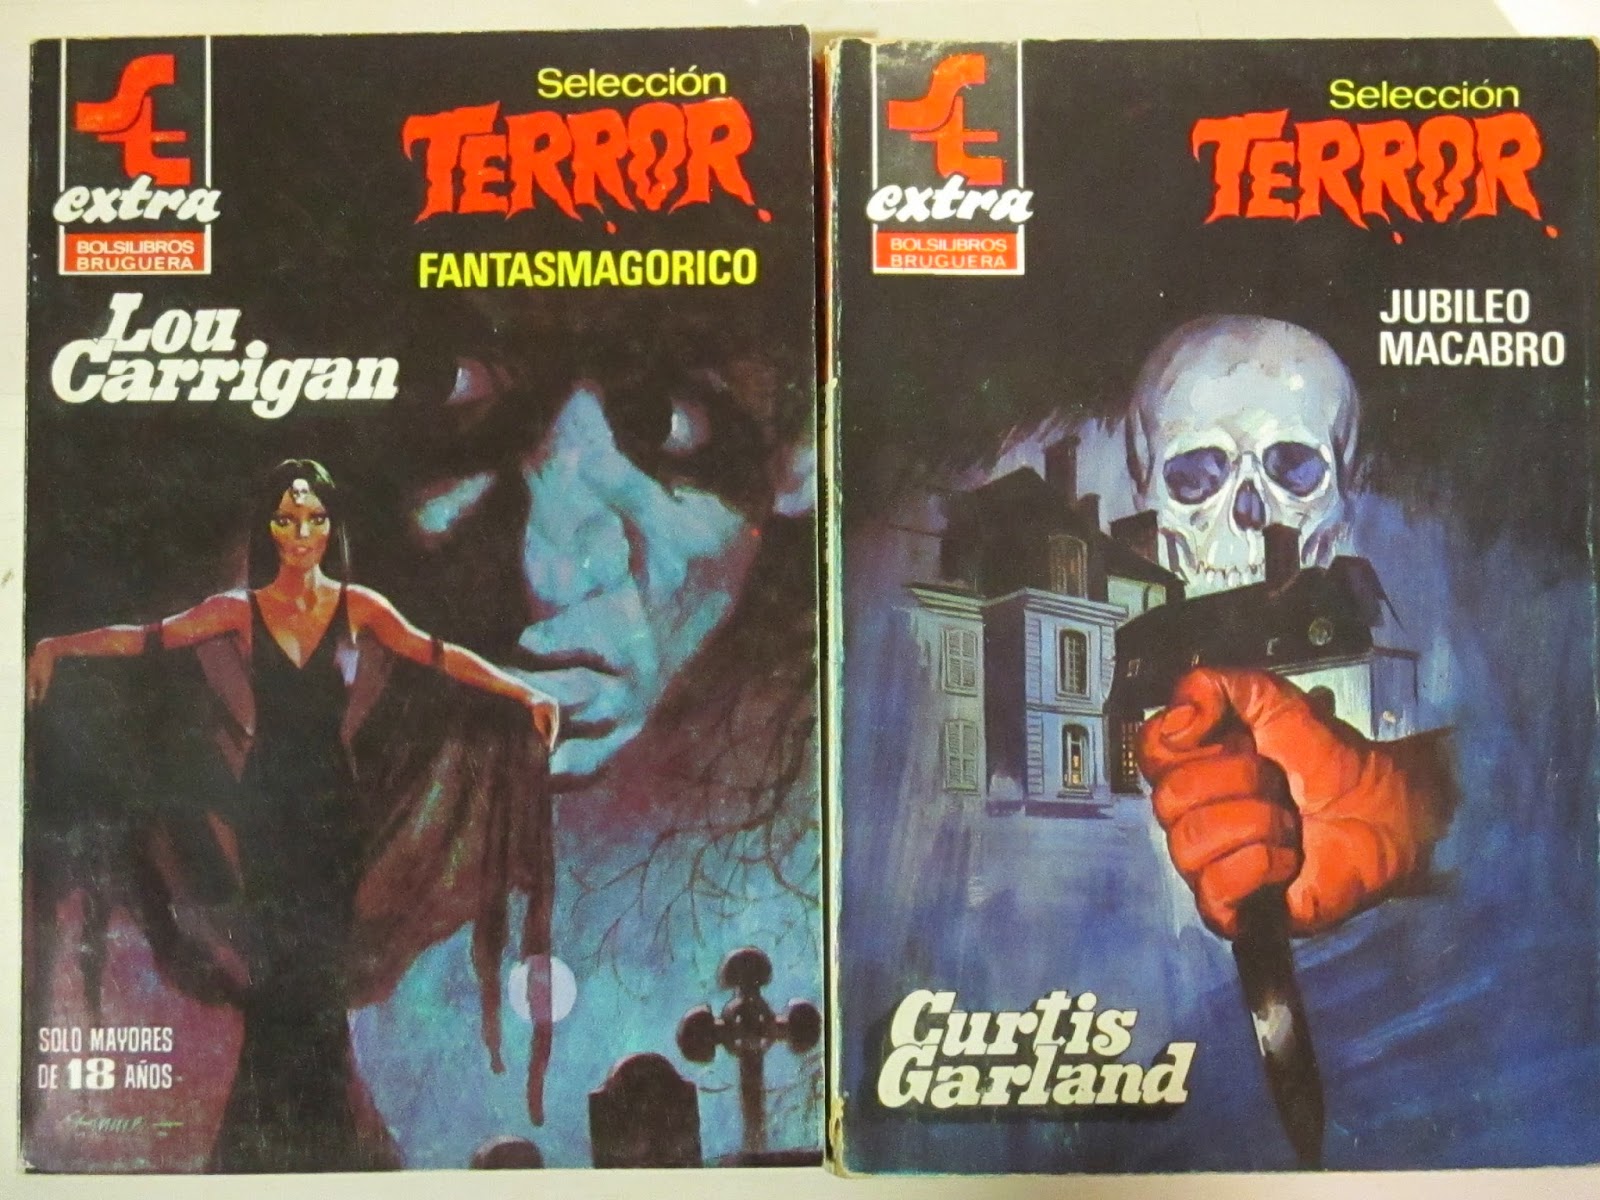 extra
BOLSILIBROS
BRUGUERA
Selección
TERROR
FANTASMAGORICO
Lou
Carrigan
SOLO MAYORES
DE 18 AÑOS
extra
BOLSILIBROS
BRUGUERA
Selección
TERROR
JUBILEO
MACABRO
Curtis
Garland